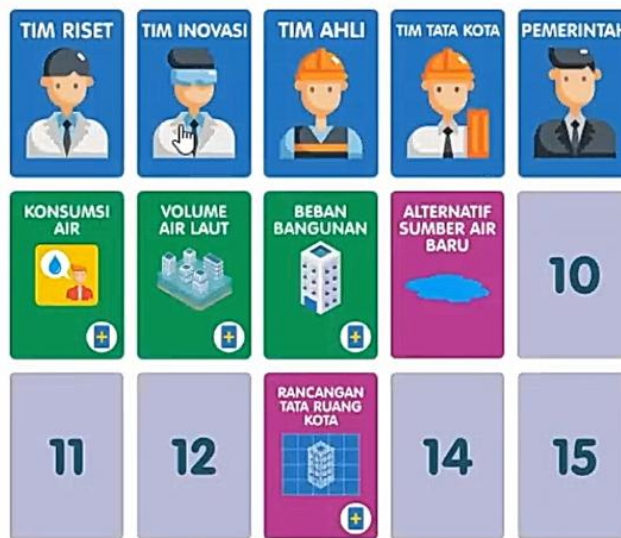 TIM RISET
TIM INOVASI
TIM AHLI
TIM TATA KOTA
PEMERINTAH
KONSUMSI
AIR
VOLUME
AIR LAUT
BEBAN
BANGUNAN
ALTERNATIF
SUMBER AIR
BARU
10
11
12
RANCANGAN
TATA RUANG
KOTA
14
15